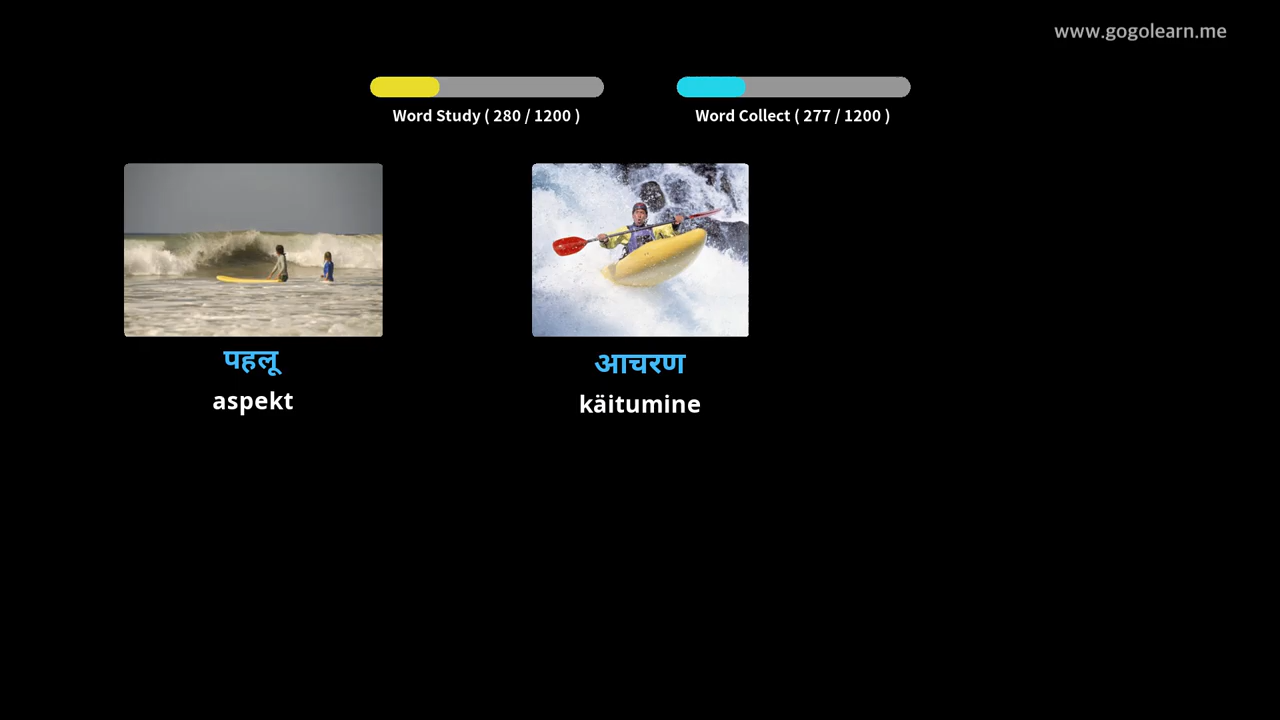 www.gogolearn.me
Word Study ( 280 / 1200 )
Word Collect ( 277 / 1200 )
पहलू
aspekt
आचरण
käitumine